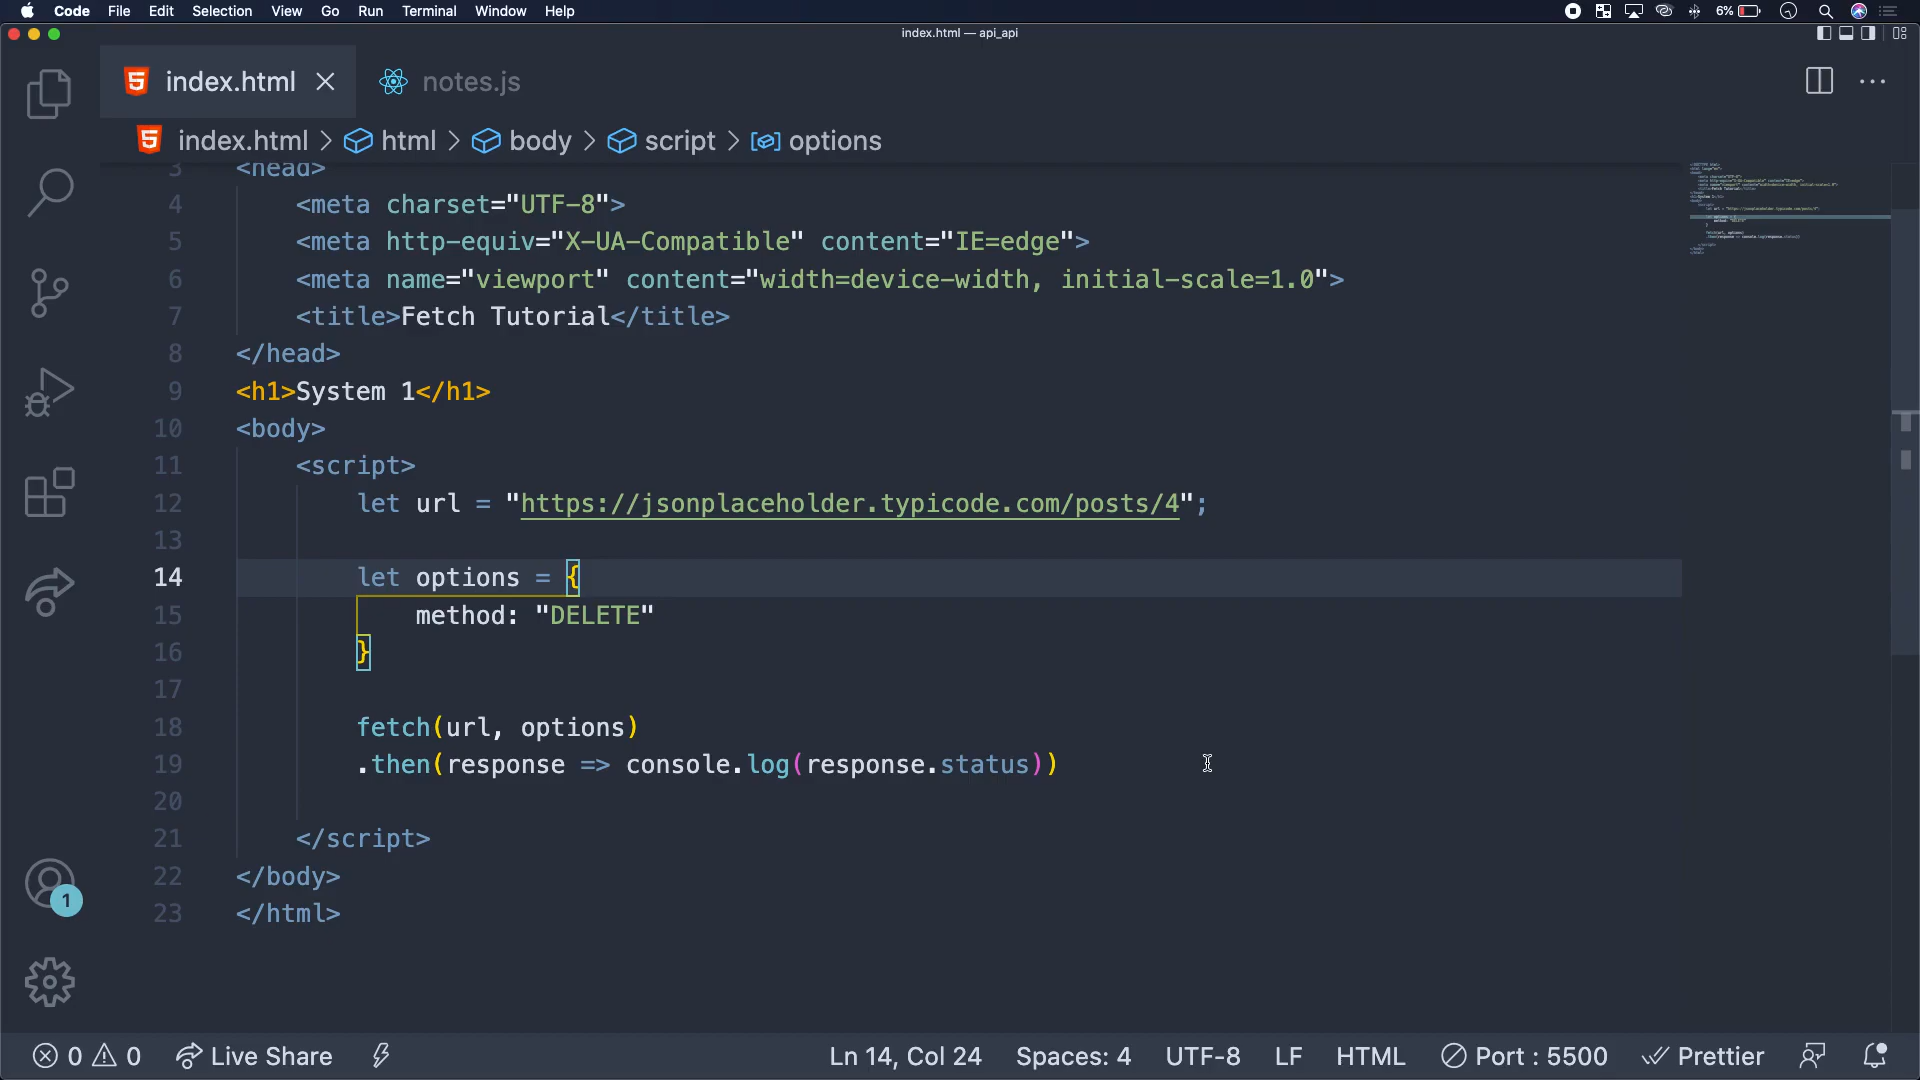 Code File Edit Selection View Go Run Terminal Window Help 6%
index.html — api_api
index.html notes.js
index.html > html > body > script > options
3 <head>
4 <meta charset="UTF-8">
5 <meta http-equiv="X-UA-Compatible" content="IE=edge">
6 <meta name="viewport" content="width=device-width, initial-scale=1.0">
7 <title>Fetch Tutorial</title>
8 </head>
9 <h1>System 1</h1>
10 <body>
11 <script>
12 let url = "https://jsonplaceholder.typicode.com/posts/4";
13
14 let options = {
15 method: "DELETE"
16 }
17
18 fetch(url, options)
19 .then(response => console.log(response.status))
20
21 </script>
22 </body>
23 </html>
1
0 0 Live Share Ln 14, Col 24 Spaces: 4 UTF-8 LF HTML Port : 5500 Prettier